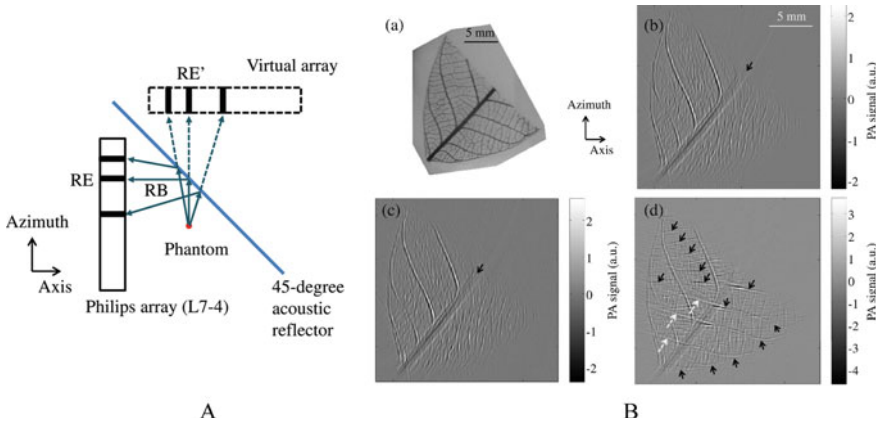 RE'
Virtual array
RE
RB
Phantom
Azimuth
Axis
Philips array (L7-4)
45-degree
acoustic
reflector
A
(a)
5 mm
Azimuth
Axis
(b)
5 mm
2
1
0
-1
-2
PA signal (a.u.)
(c)
2
1
0
-1
-2
PA signal (a.u.)
(d)
3
2
1
0
-1
-2
-3
-4
PA signal (a.u.)
B